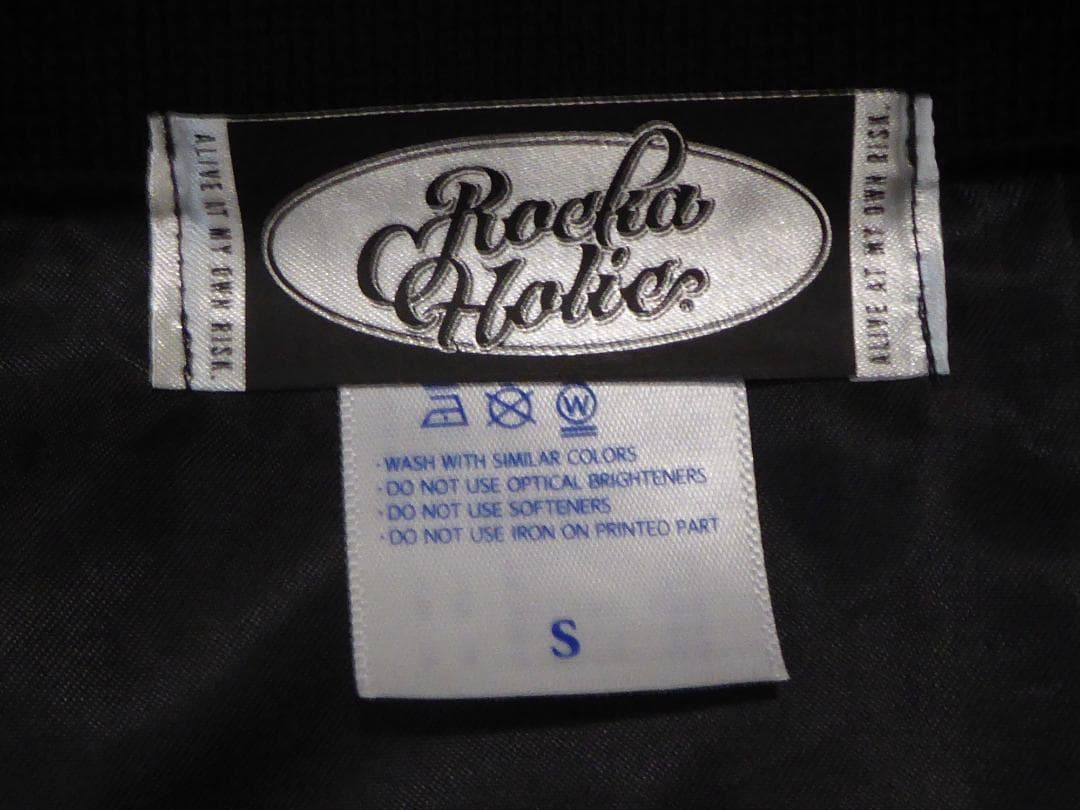 ALIVE AT MY OWN RISK.
Rocka
Holic.
ALIVE AT MY OWN RISK.
W
·WASH WITH SIMILAR COLORS
·DO NOT USE OPTICAL BRIGHTENERS
·DO NOT USE SOFTENERS
·DO NOT USE IRON ON PRINTED PART
S